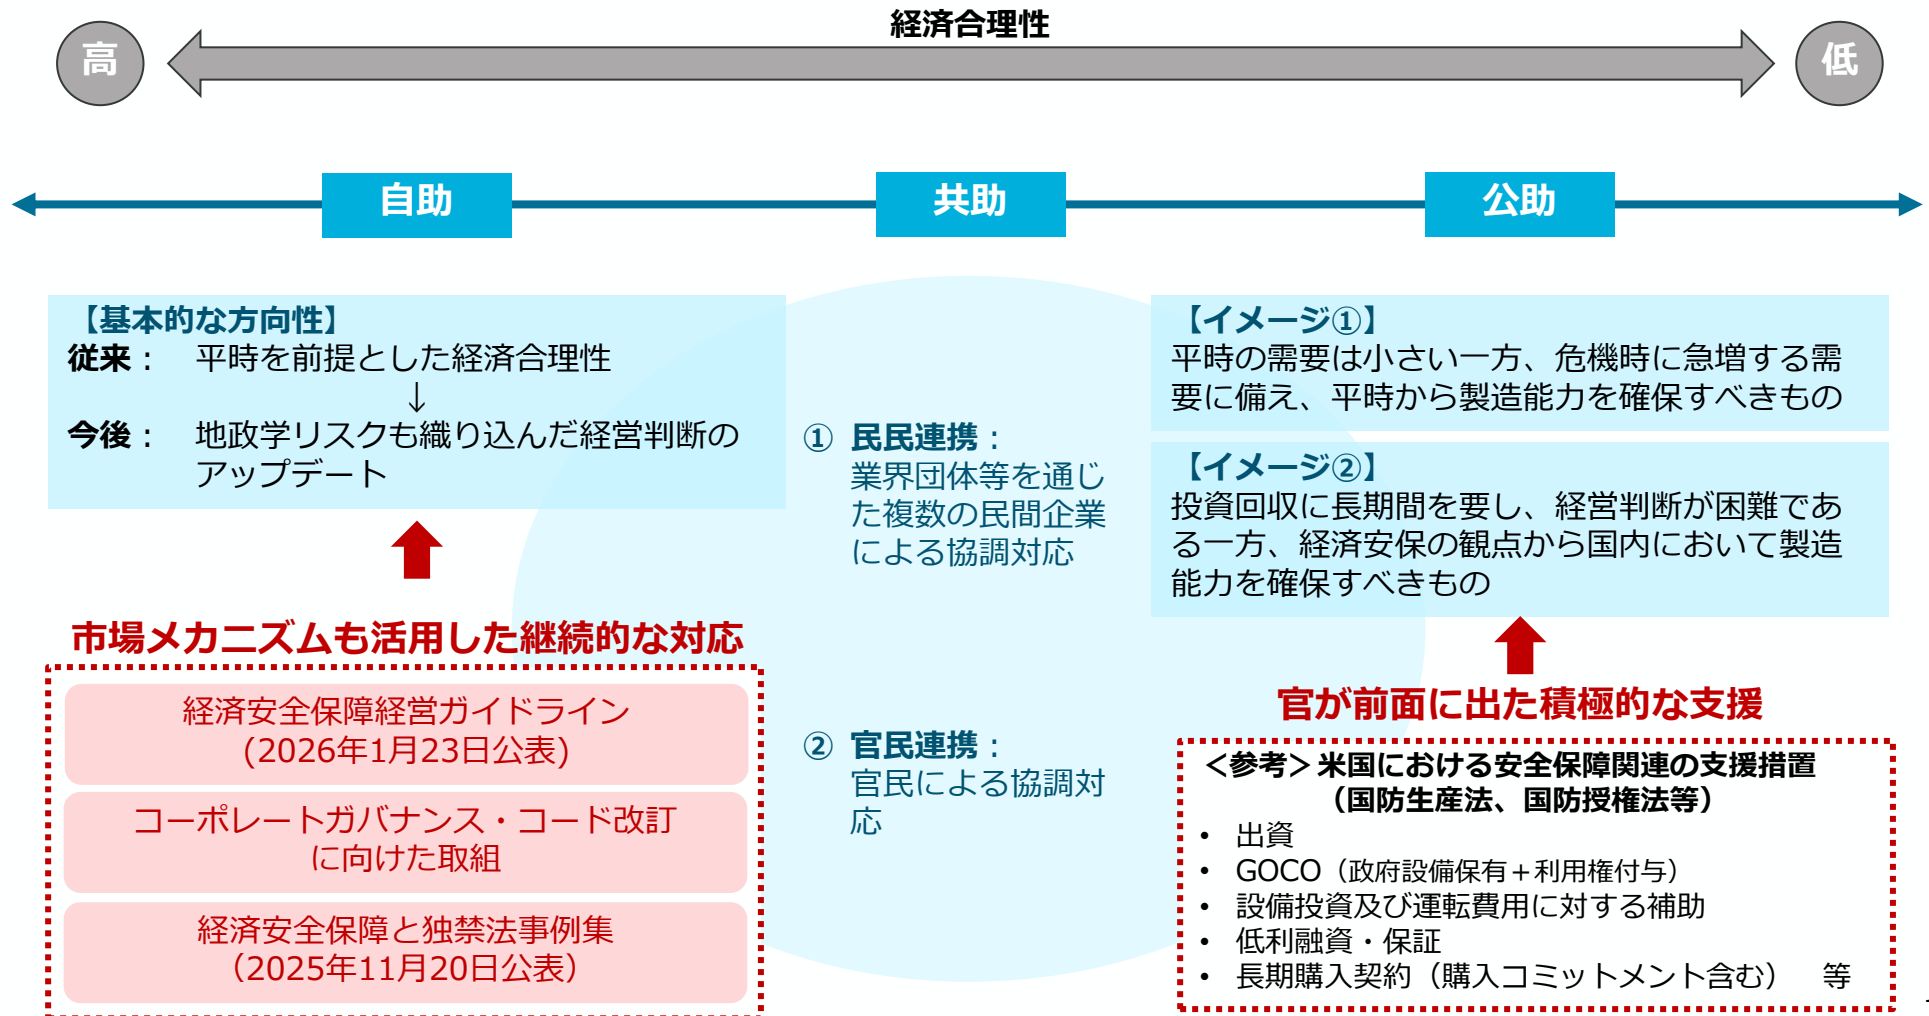 経済合理性
高
低
自助
共助
公助
【基本的な方向性】
従来： 平時を前提とした経済合理性
↓
今後： 地政学リスクも織り込んだ経営判断の
アップデート
市場メカニズムも活用した継続的な対応
経済安全保障経営ガイドライン
(2026年1月23日公表)
コーポレートガバナンス・コード改訂
に向けた取組
経済安全保障と独禁法事例集
（2025年11月20日公表）
① 民民連携：
業界団体等を通じ
た複数の民間企業
による協調対応
② 官民連携：
官民による協調対
応
【イメージ①】
平時の需要は小さい一方、危機時に急増する需
要に備え、平時から製造能力を確保すべきもの
【イメージ②】
投資回収に長期間を要し、経営判断が困難であ
る一方、経済安保の観点から国内において製造
能力を確保すべきもの
官が前面に出た積極的な支援
＜参考＞米国における安全保障関連の支援措置
（国防生産法、国防授権法等）
• 出資
• GOCO（政府設備保有＋利用権付与）
• 設備投資及び運転費用に対する補助
• 低利融資・保証
• 長期購入契約（購入コミットメント含む） 等